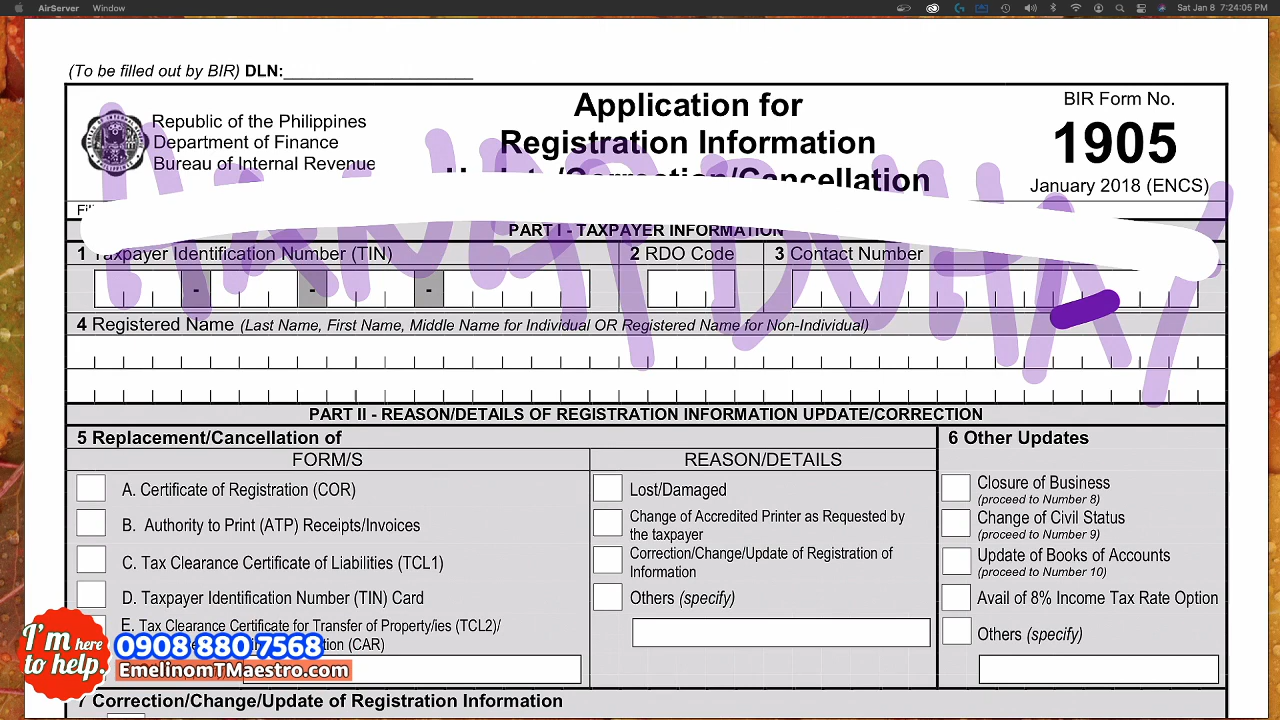 AirServer Window Sat Jan 8 7:24:05 PM
(To be filled out by BIR) DLN:
Republic of the Philippines
Department of Finance
Bureau of Internal Revenue
Application for
Registration Information
Update/Correction/Cancellation
BIR Form No.
1905
January 2018 (ENCS)
PART I - TAXPAYER INFORMATION
1 Taxpayer Identification Number (TIN) 2 RDO Code 3 Contact Number
- - -
4 Registered Name (Last Name, First Name, Middle Name for Individual OR Registered Name for Non-Individual)
PART II - REASON/DETAILS OF REGISTRATION INFORMATION UPDATE/CORRECTION
5 Replacement/Cancellation of
FORM/S
A. Certificate of Registration (COR)
B. Authority to Print (ATP) Receipts/Invoices
C. Tax Clearance Certificate of Liabilities (TCL1)
D. Taxpayer Identification Number (TIN) Card
E. Tax Clearance Certificate for Transfer of Property/ies (TCL2)/
(CAR)
REASON/DETAILS
Lost/Damaged
Change of Accredited Printer as Requested by
the taxpayer
Correction/Change/Update of Registration of
Information
Others (specify)
6 Other Updates
Closure of Business
(proceed to Number 8)
Change of Civil Status
(proceed to Number 9)
Update of Books of Accounts
(proceed to Number 10)
Avail of 8% Income Tax Rate Option
Others (specify)
7 Correction/Change/Update of Registration Information
I'm here
to help.
0908 880 7568
EmelinomTMaestro.com